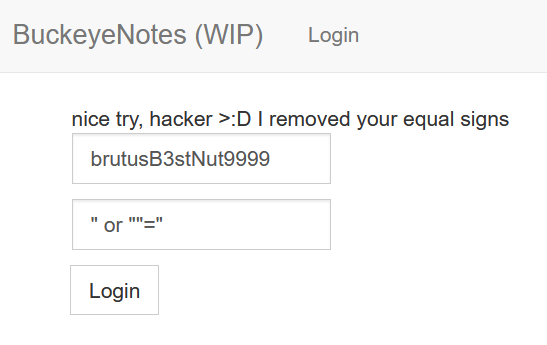 BuckeyeNotes (WIP) Login
nice try, hacker >:D I removed your equal signs
brutusB3stNut9999
" or ""="
Login